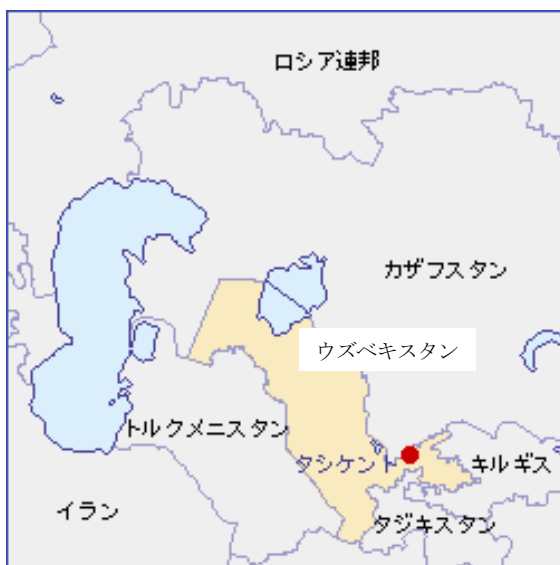 ロシア連邦
カザフスタン
ウズベキスタン
トルクメニスタン
タシケント
キルギス
イラン
タジキスタン